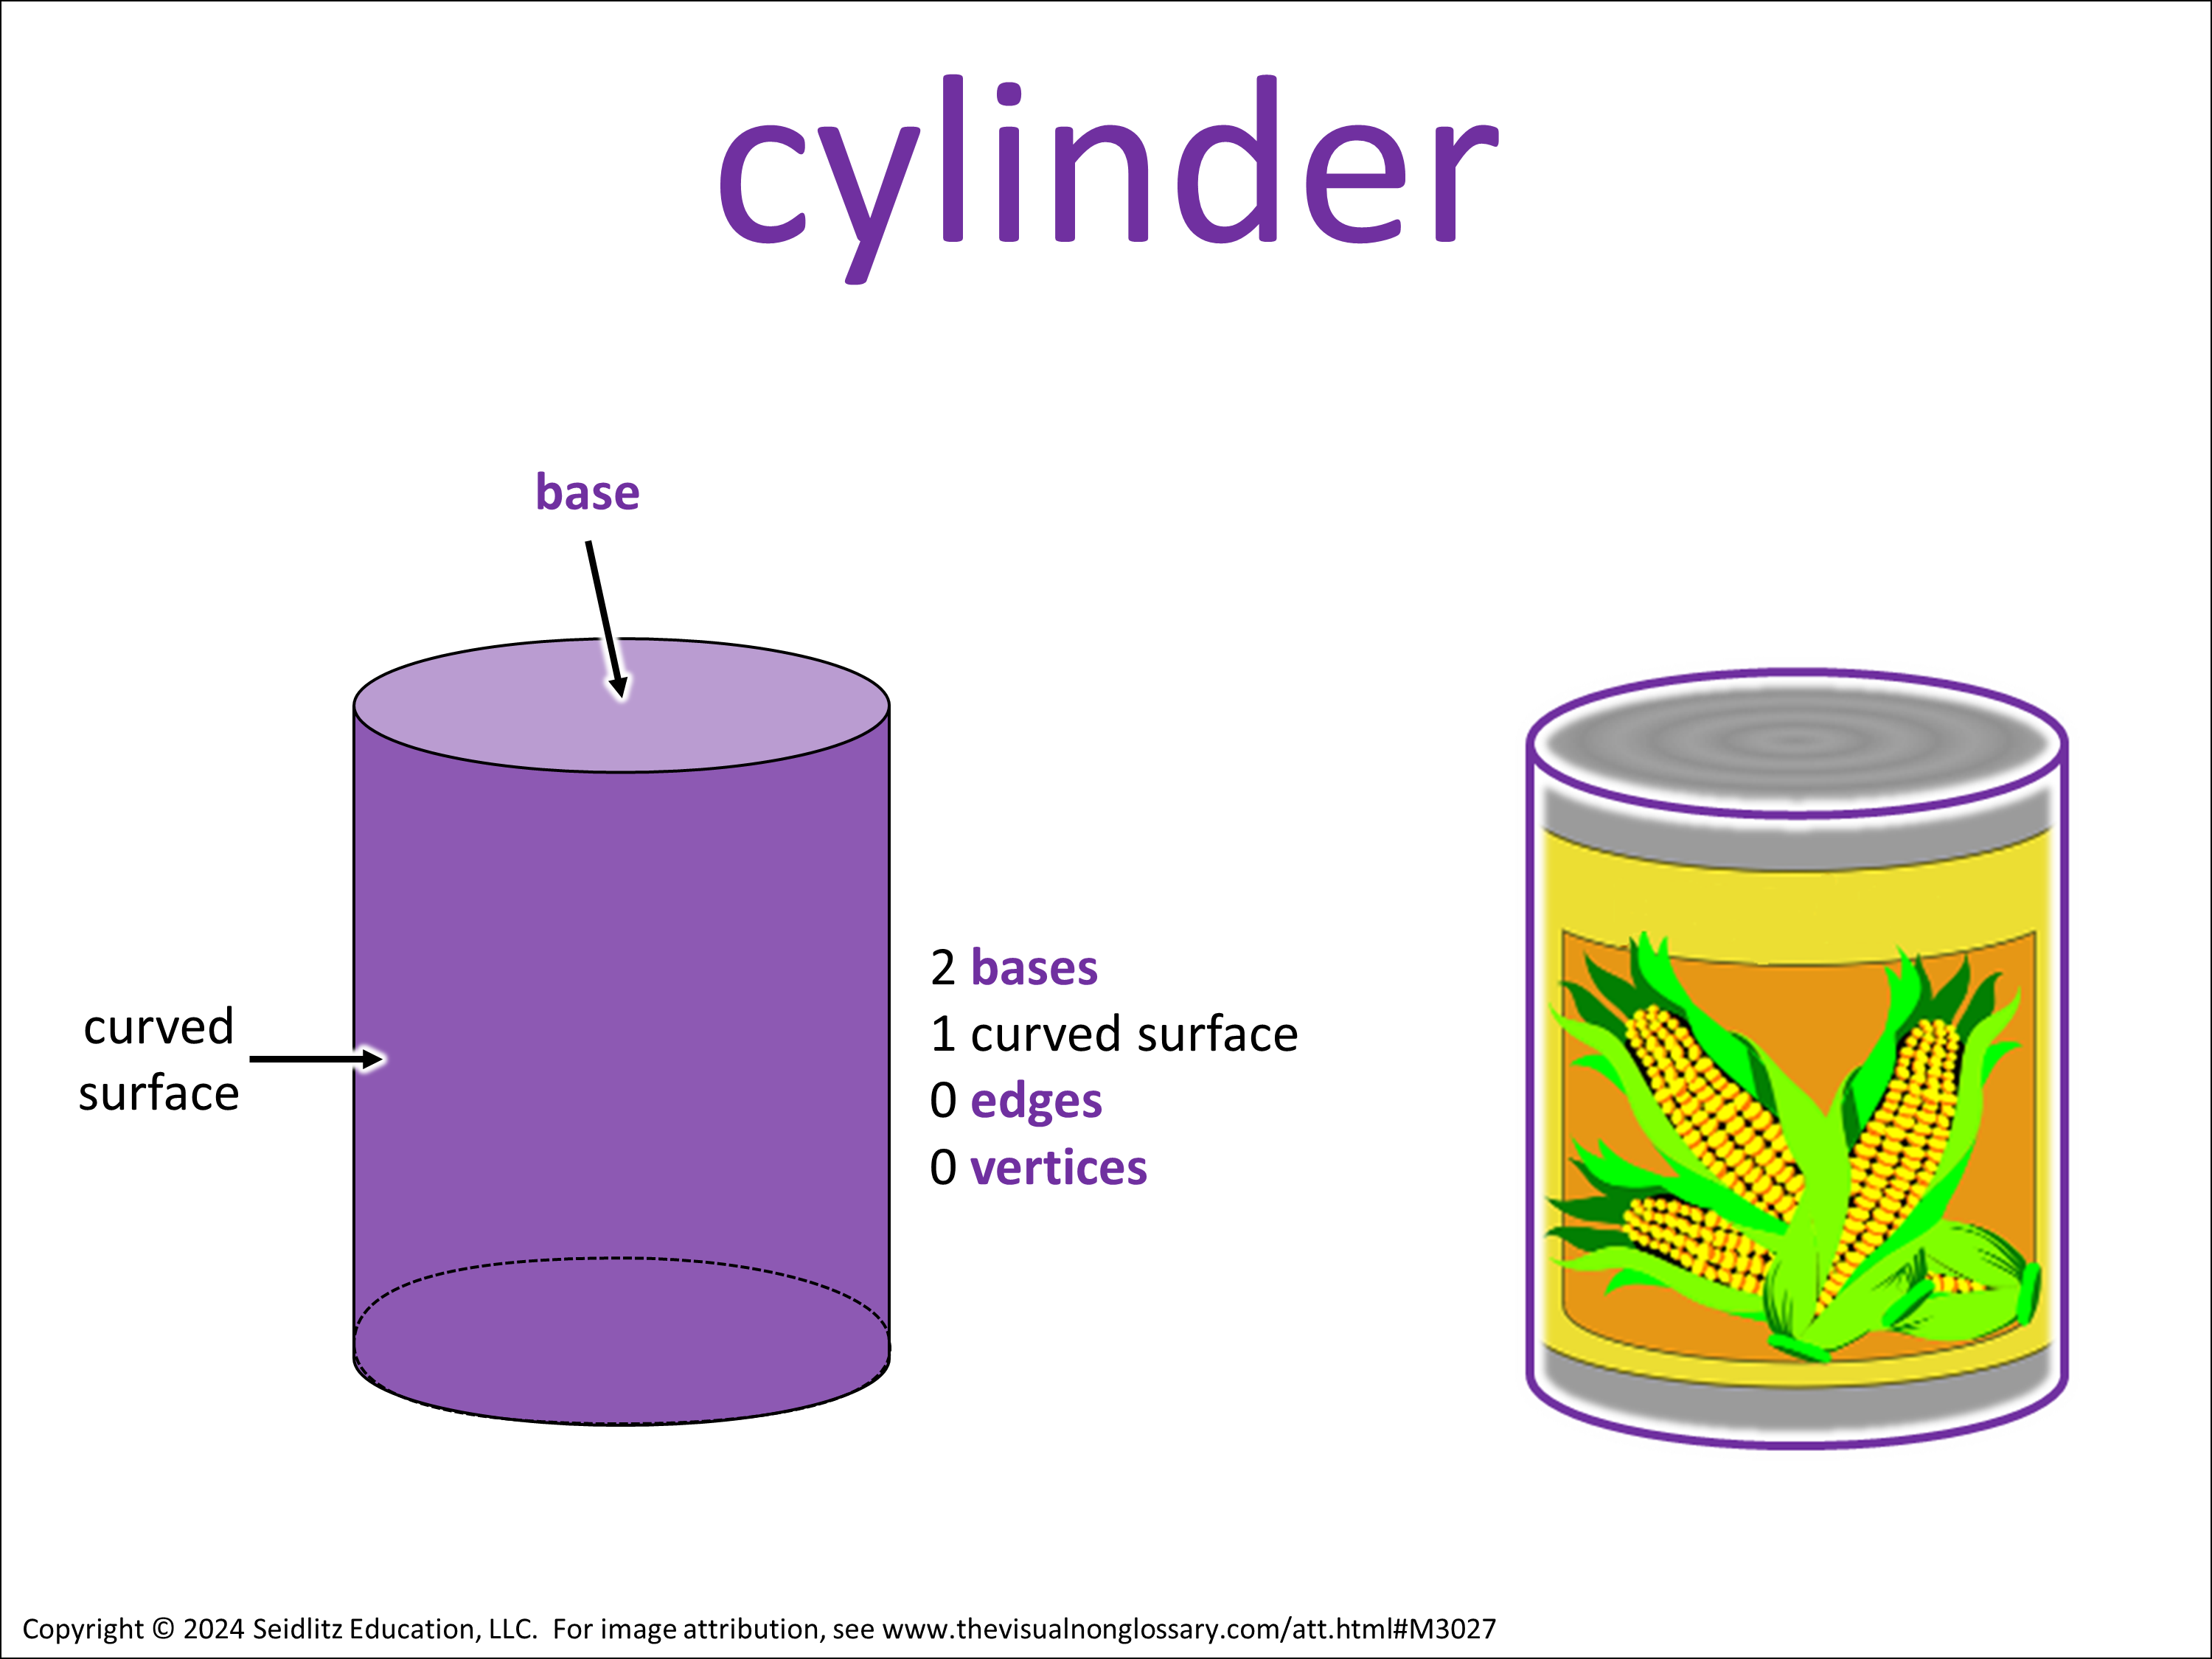 cylinder
base
curved
surface
2 bases
1 curved surface
0 edges
0 vertices
Copyright © 2024 Seidlitz Education, LLC.  For image attribution, see www.thevisualnonglossary.com/att.html#M3027